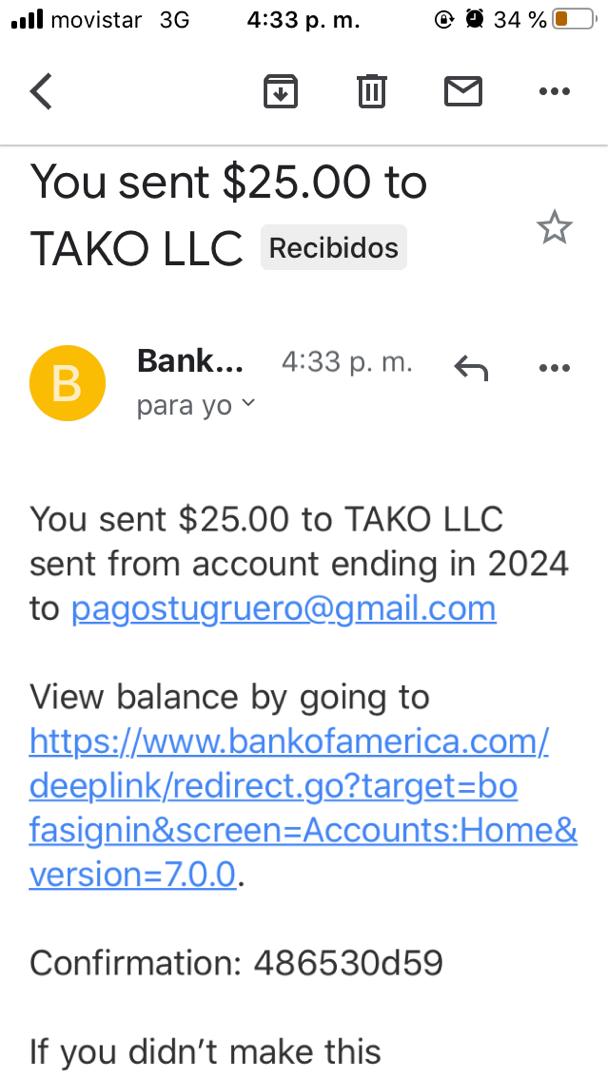 movistar 3G 4:33 p. m. 34 %
You sent $25.00 to
TAKO LLC Recibidos
B Bank... 4:33 p. m.
para yo
You sent $25.00 to TAKO LLC
sent from account ending in 2024
to pagostugruero@gmail.com
View balance by going to
https://www.bankofamerica.com/
deeplink/redirect.go?target=bo
fasignin&screen=Accounts:Home&
version=7.0.0.
Confirmation: 486530d59
If you didn't make this